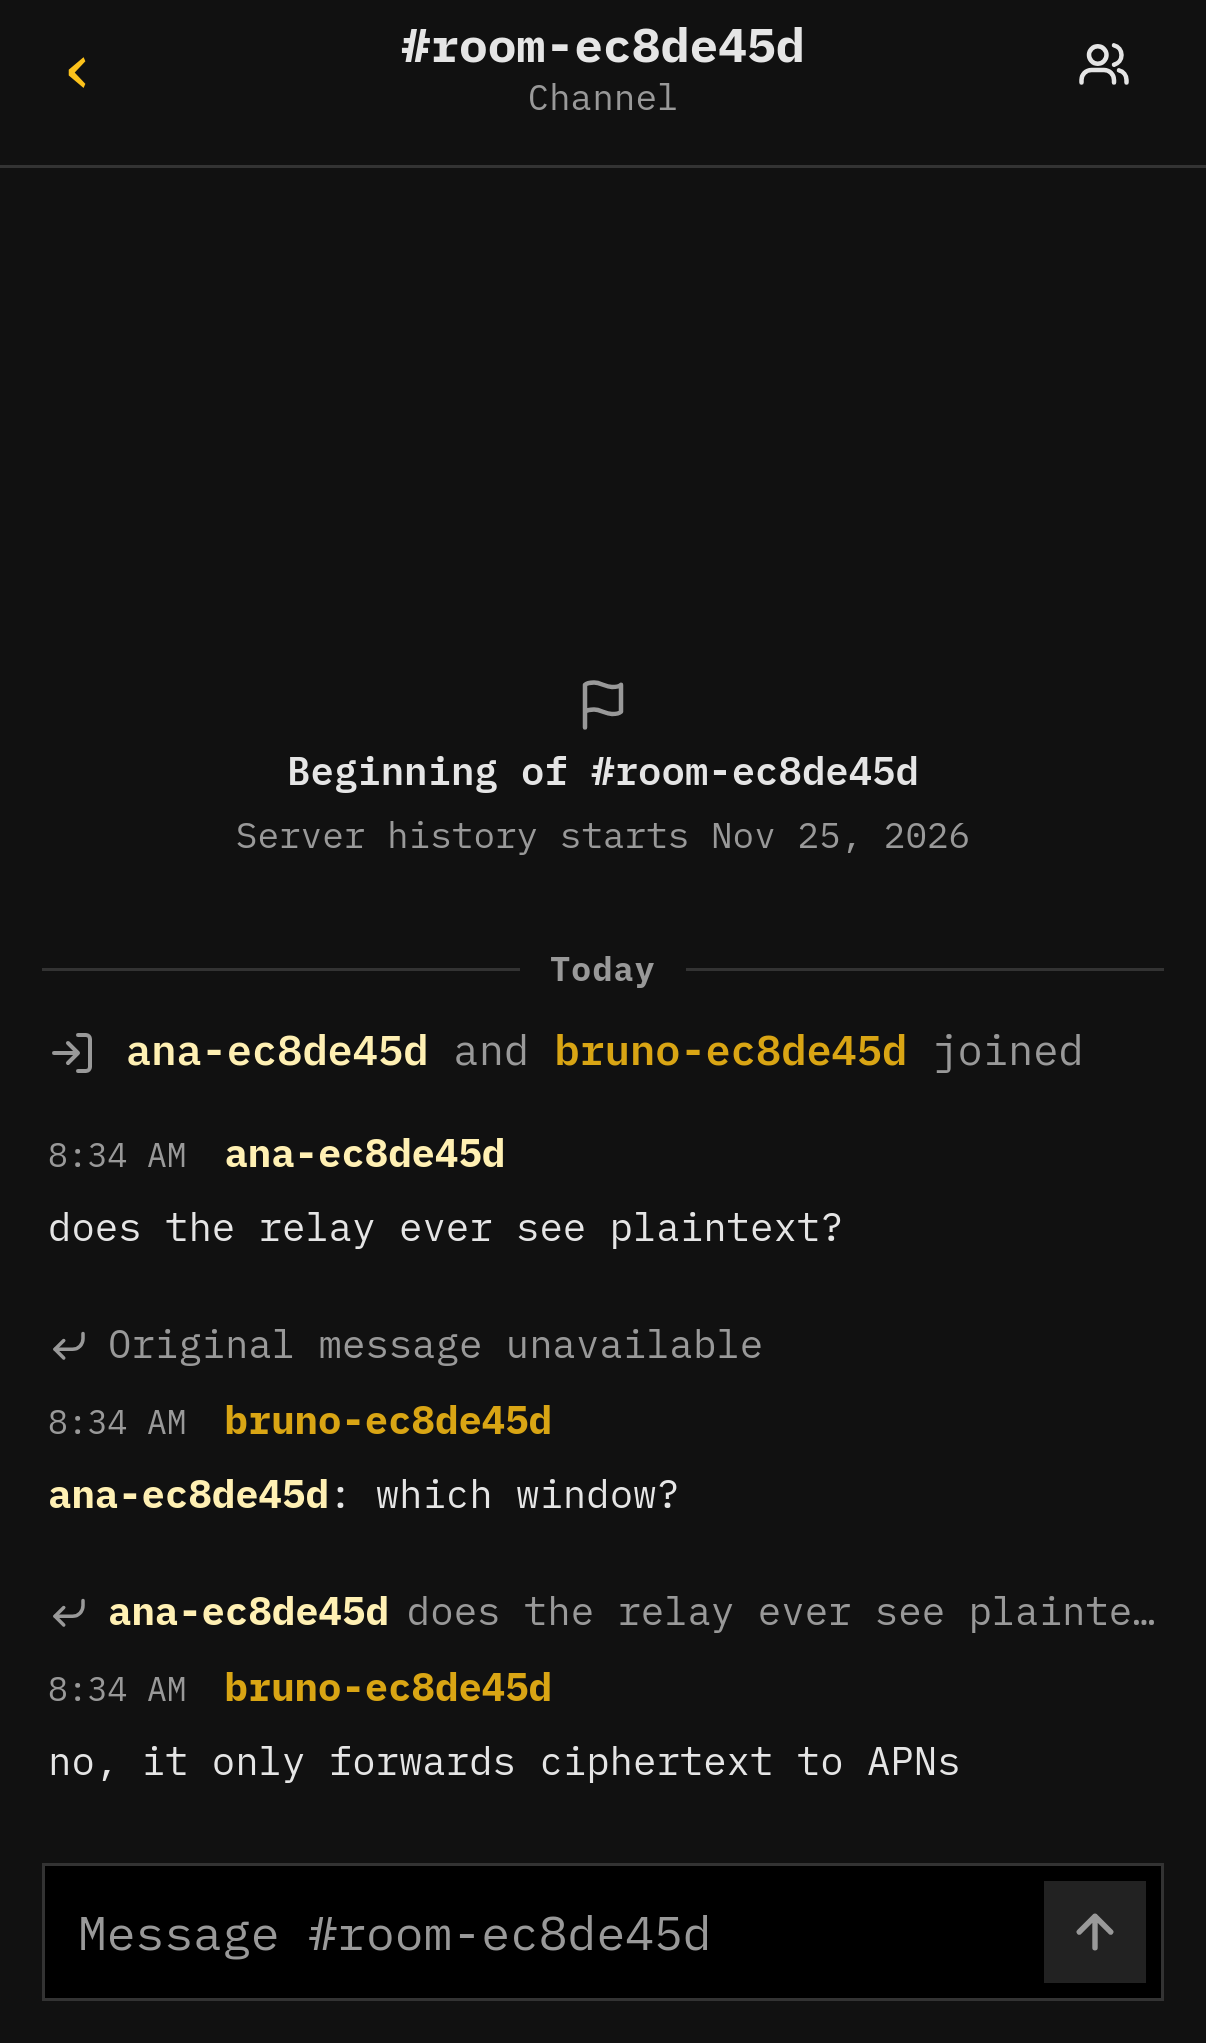 #room-ec8de45d
Channel
Beginning of #room-ec8de45d
Server history starts Nov 25, 2026
Today
ana-ec8de45d and bruno-ec8de45d joined
8:34 AM ana-ec8de45d
does the relay ever see plaintext?
Original message unavailable
8:34 AM bruno-ec8de45d
ana-ec8de45d: which window?
ana-ec8de45d does the relay ever see plainte…
8:34 AM bruno-ec8de45d
no, it only forwards ciphertext to APNs
Message #room-ec8de45d